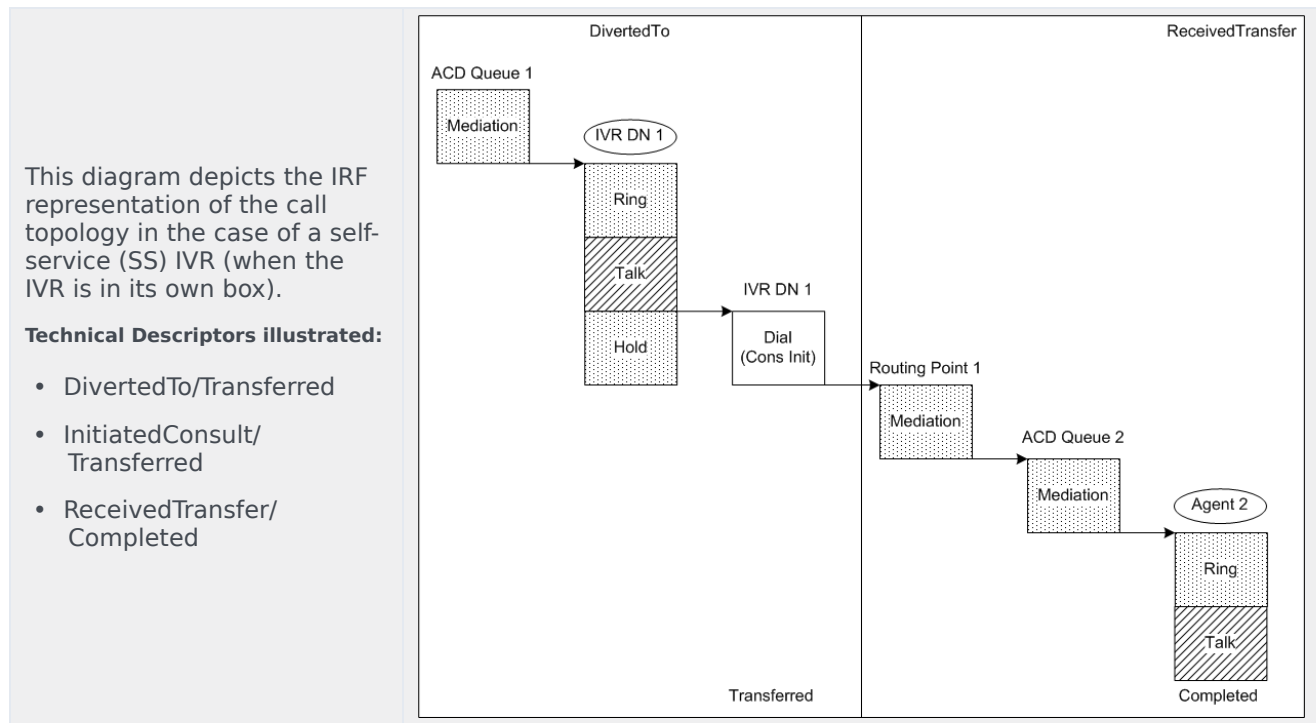 This diagram depicts the IRF
representation of the call
topology in the case of a self-
service (SS) IVR (when the
IVR is in its own box).
Technical Descriptors illustrated:
• DivertedTo/Transferred
• InitiatedConsult/
Transferred
• ReceivedTransfer/
Completed
DivertedTo
ReceivedTransfer
ACD Queue 1
Mediation
IVR DN 1
Ring
Talk
Hold
IVR DN 1
Dial
(Cons Init)
Routing Point 1
Mediation
ACD Queue 2
Mediation
Agent 2
Ring
Talk
Transferred
Completed